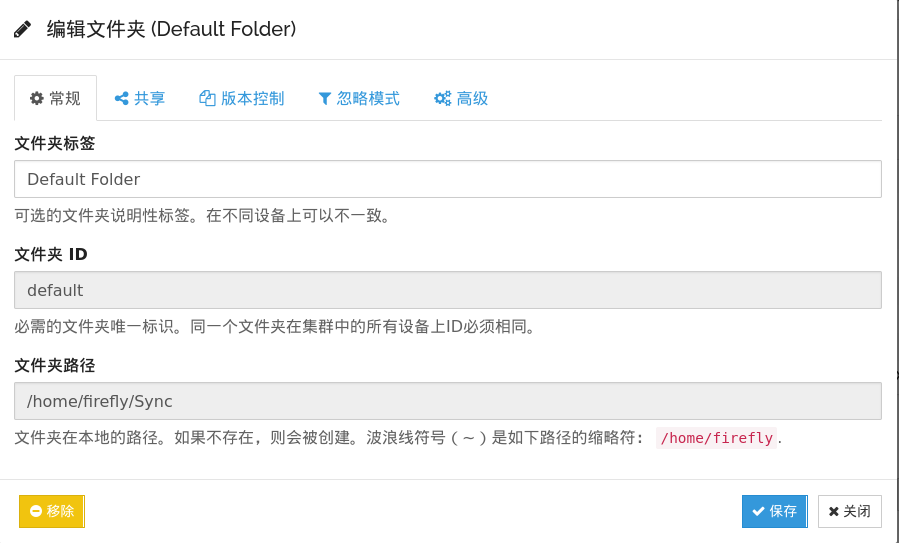 编辑文件夹 (Default Folder)
常规 共享 版本控制 忽略模式 高级
文件夹标签
Default Folder
可选的文件夹说明性标签。在不同设备上可以不一致。
文件夹 ID
default
必需的文件夹唯一标识。同一个文件夹在集群中的所有设备上ID必须相同。
文件夹路径
/home/firefly/Sync
文件夹在本地的路径。如果不存在，则会被创建。波浪线符号（~）是如下路径的缩略符： /home/firefly.
移除 保存 关闭